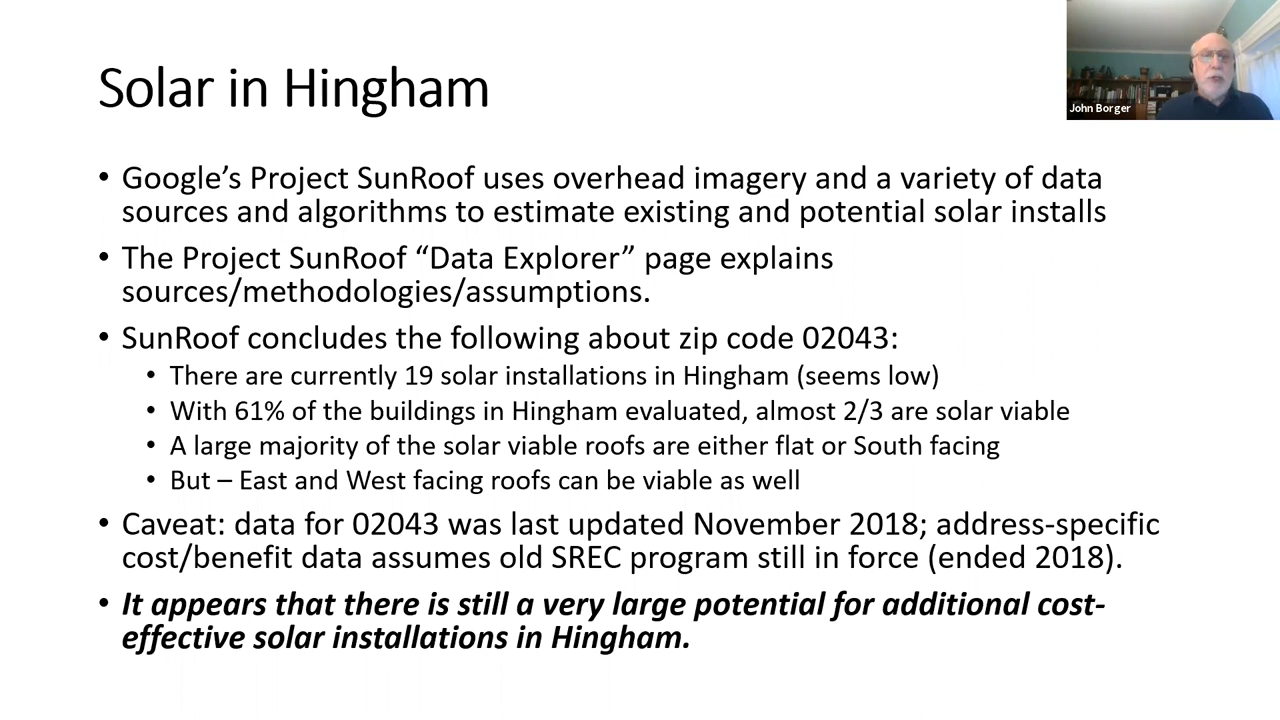 Solar in Hingham
John Borger
• Google’s Project SunRoof uses overhead imagery and a variety of data
sources and algorithms to estimate existing and potential solar installs
• The Project SunRoof “Data Explorer” page explains
sources/methodologies/assumptions.
• SunRoof concludes the following about zip code 02043:
• There are currently 19 solar installations in Hingham (seems low)
• With 61% of the buildings in Hingham evaluated, almost 2/3 are solar viable
• A large majority of the solar viable roofs are either flat or South facing
• But – East and West facing roofs can be viable as well
• Caveat: data for 02043 was last updated November 2018; address-specific
cost/benefit data assumes old SREC program still in force (ended 2018).
• It appears that there is still a very large potential for additional cost-
effective solar installations in Hingham.